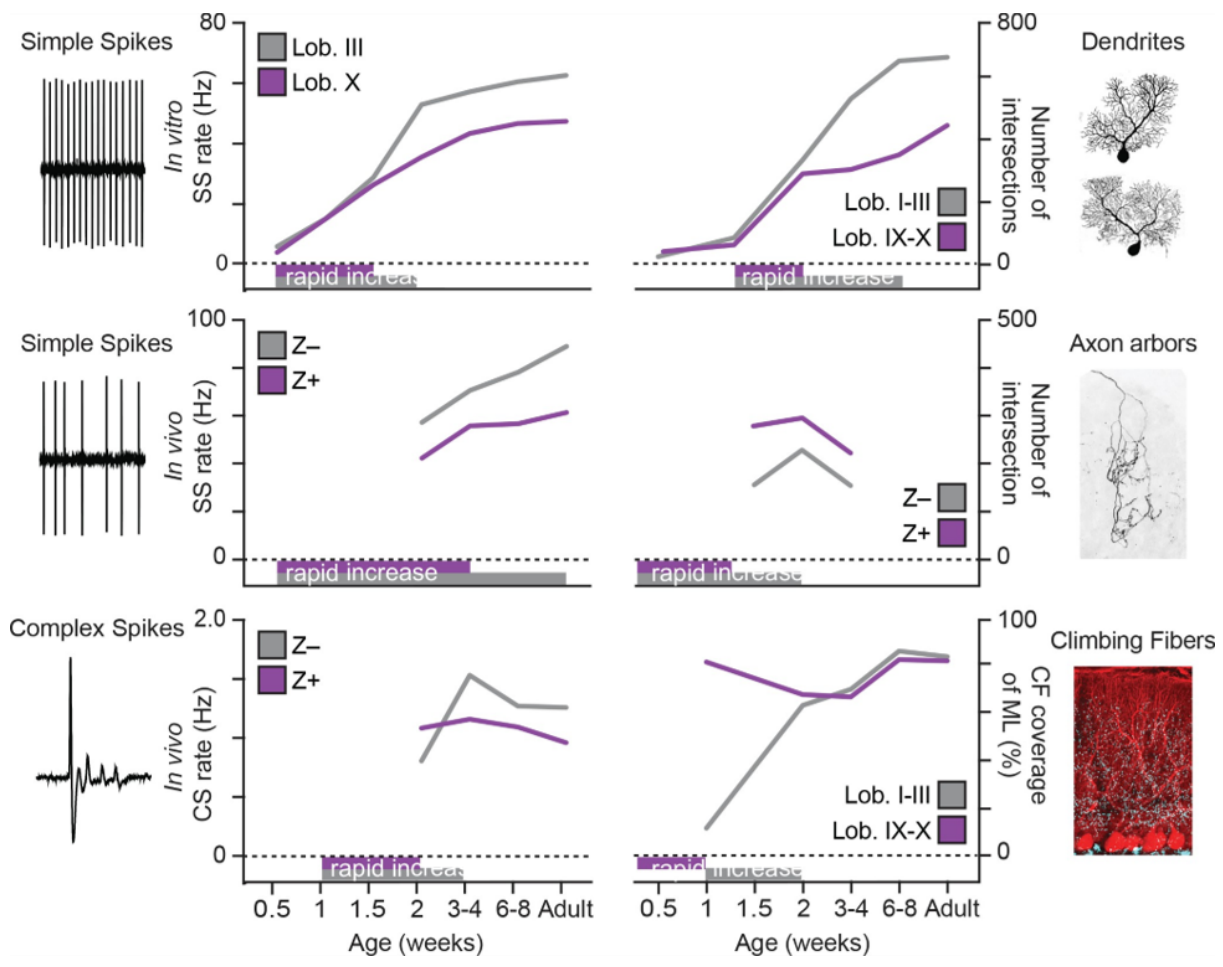 Simple Spikes
In vitro
SS rate (Hz)
80
0
Lob. III
Lob. X
rapid increase
800
0
Number of
intersections
Dendrites
Lob. I-III
Lob. IX-X
rapid increase
Simple Spikes
In vivo
SS rate (Hz)
100
0
Z–
Z+
rapid increase
500
0
Number of
intersection
Axon arbors
Z–
Z+
rapid increase
Complex Spikes
In vivo
CS rate (Hz)
2.0
0
Z–
Z+
rapid increase
100
0
CF coverage
of ML (%)
Climbing Fibers
Lob. I-III
Lob. IX-X
rapid increase
0.5 1 1.5 2 3-4 6-8 Adult
Age (weeks)
0.5 1 2 3-4 6-8 Adult
Age (weeks)